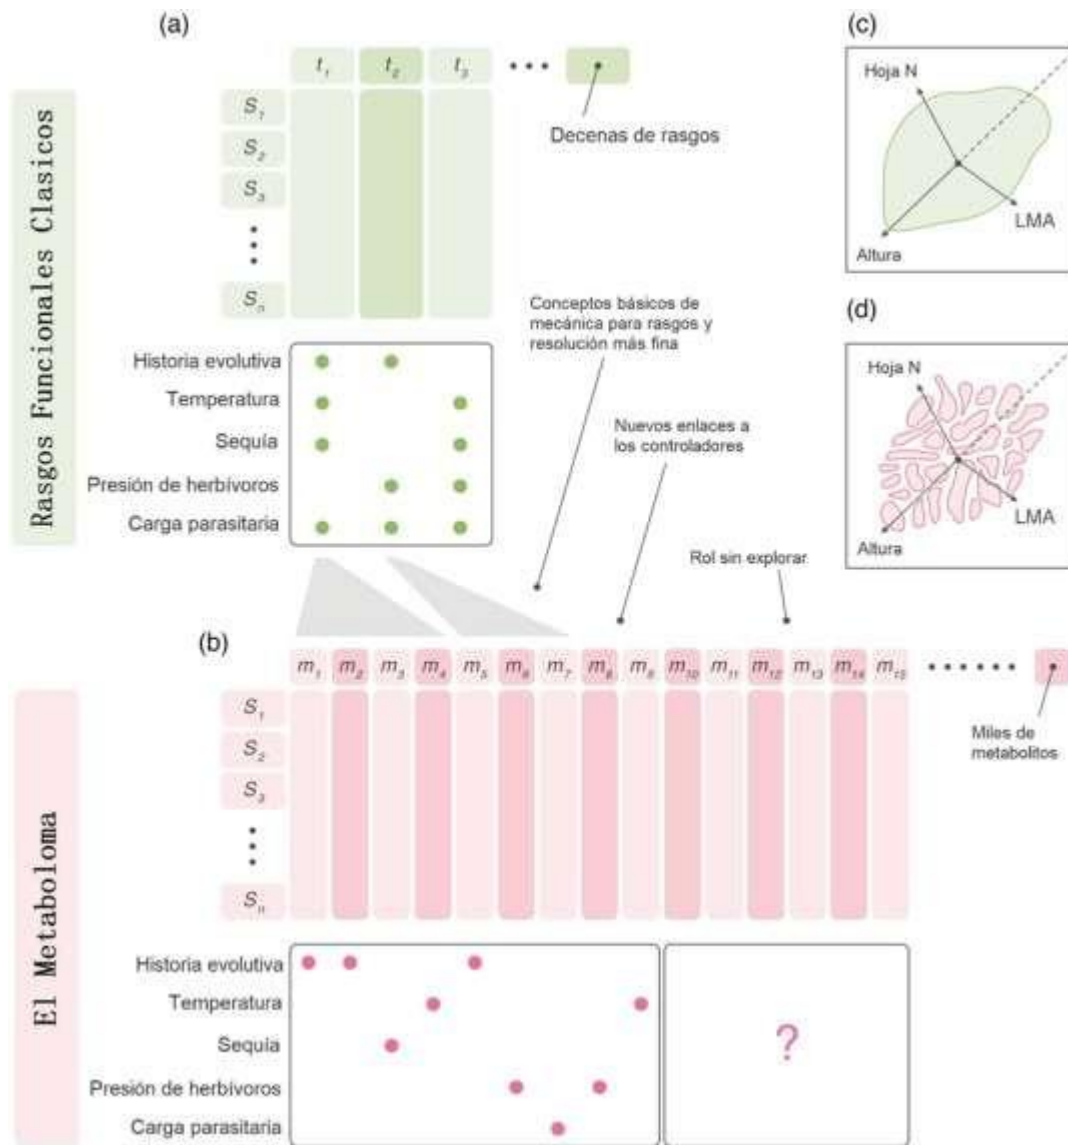 (a)
t1 t2 t3
Decenas de rasgos
Rasgos Funcionales Clasicos
S1
S2
S3
Sn
Historia evolutiva
Temperatura
Sequía
Presión de herbívoros
Carga parasitaria
Conceptos básicos de
mecánica para rasgos y
resolución más fina
Nuevos enlaces a
los controladores
Rol sin explorar
(c)
Hoja N
LMA
Altura
(d)
Hoja N
LMA
Altura
(b)
m1 m2 m3 m4 m5 m6 m7 m8 m9 m10 m11 m12 m13 m14 m15
Miles de
metabolitos
El Metaboloma
S1
S2
S3
Sn
Historia evolutiva
Temperatura
Sequía
Presión de herbívoros
Carga parasitaria
?